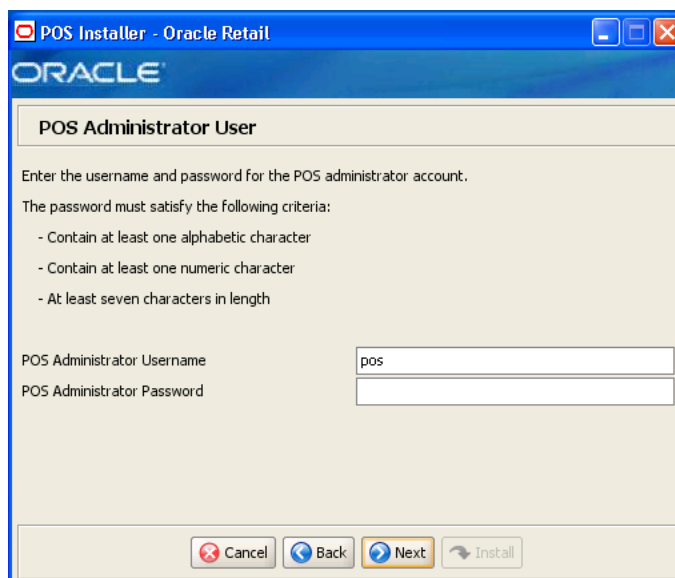 POS Installer - Oracle Retail
ORACLE
POS Administrator User
Enter the username and password for the POS administrator account.
The password must satisfy the following criteria:
- Contain at least one alphabetic character
- Contain at least one numeric character
- At least seven characters in length
POS Administrator Username pos
POS Administrator Password
Cancel Back Next Install